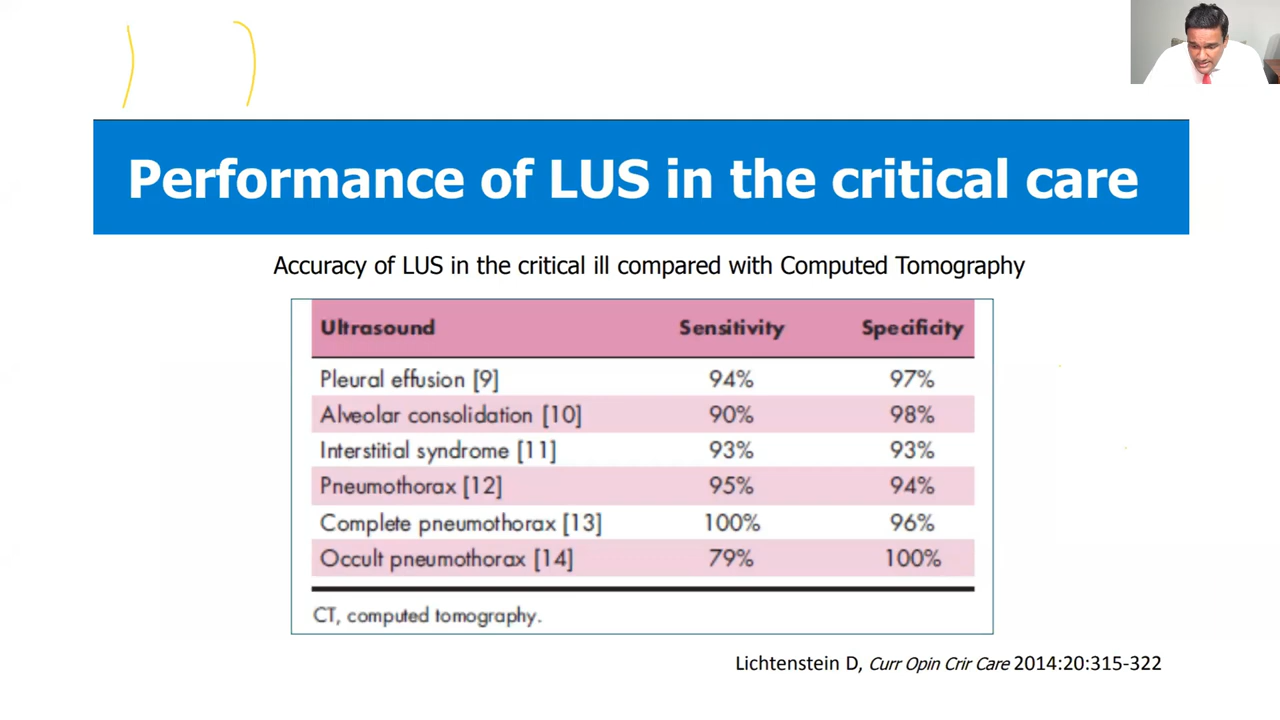 Performance of LUS in the critical care
Accuracy of LUS in the critical ill compared with Computed Tomography
Ultrasound Sensitivity Specificity
Pleural effusion [9] 94% 97%
Alveolar consolidation [10] 90% 98%
Interstitial syndrome [11] 93% 93%
Pneumothorax [12] 95% 94%
Complete pneumothorax [13] 100% 96%
Occult pneumothorax [14] 79% 100%
CT, computed tomography.
Lichtenstein D, Curr Opin Crir Care 2014:20:315-322